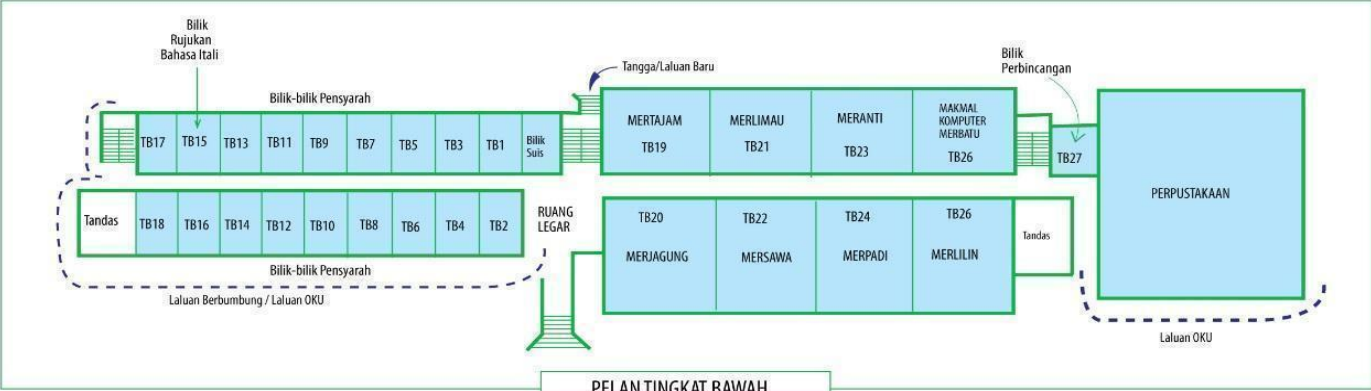 Bilik
Rujukan
Bahasa Itali
Bilik-bilik Pensyarah
Tangga/Laluan Baru
Bilik
Perbincangan
TB17
TB15
TB13
TB11
TB9
TB7
TB5
TB3
TB1
Bilik
Suis
MERTAJAM
TB19
MERLIMAU
TB21
MERANTI
TB23
MAKMAL
KOMPUTER
MERBATU
TB26
TB27
PERPUSTAKAAN
Tandas
TB18
TB16
TB14
TB12
TB10
TB8
TB6
TB4
TB2
RUANG
LEGAR
TB20
MERJAGUNG
TB22
MERSAWA
TB24
MERPADI
TB26
MERLILIN
Tandas
Bilik-bilik Pensyarah
Laluan Berbumbung / Laluan OKU
Laluan OKU
PELAN TINGKAT BAWAH